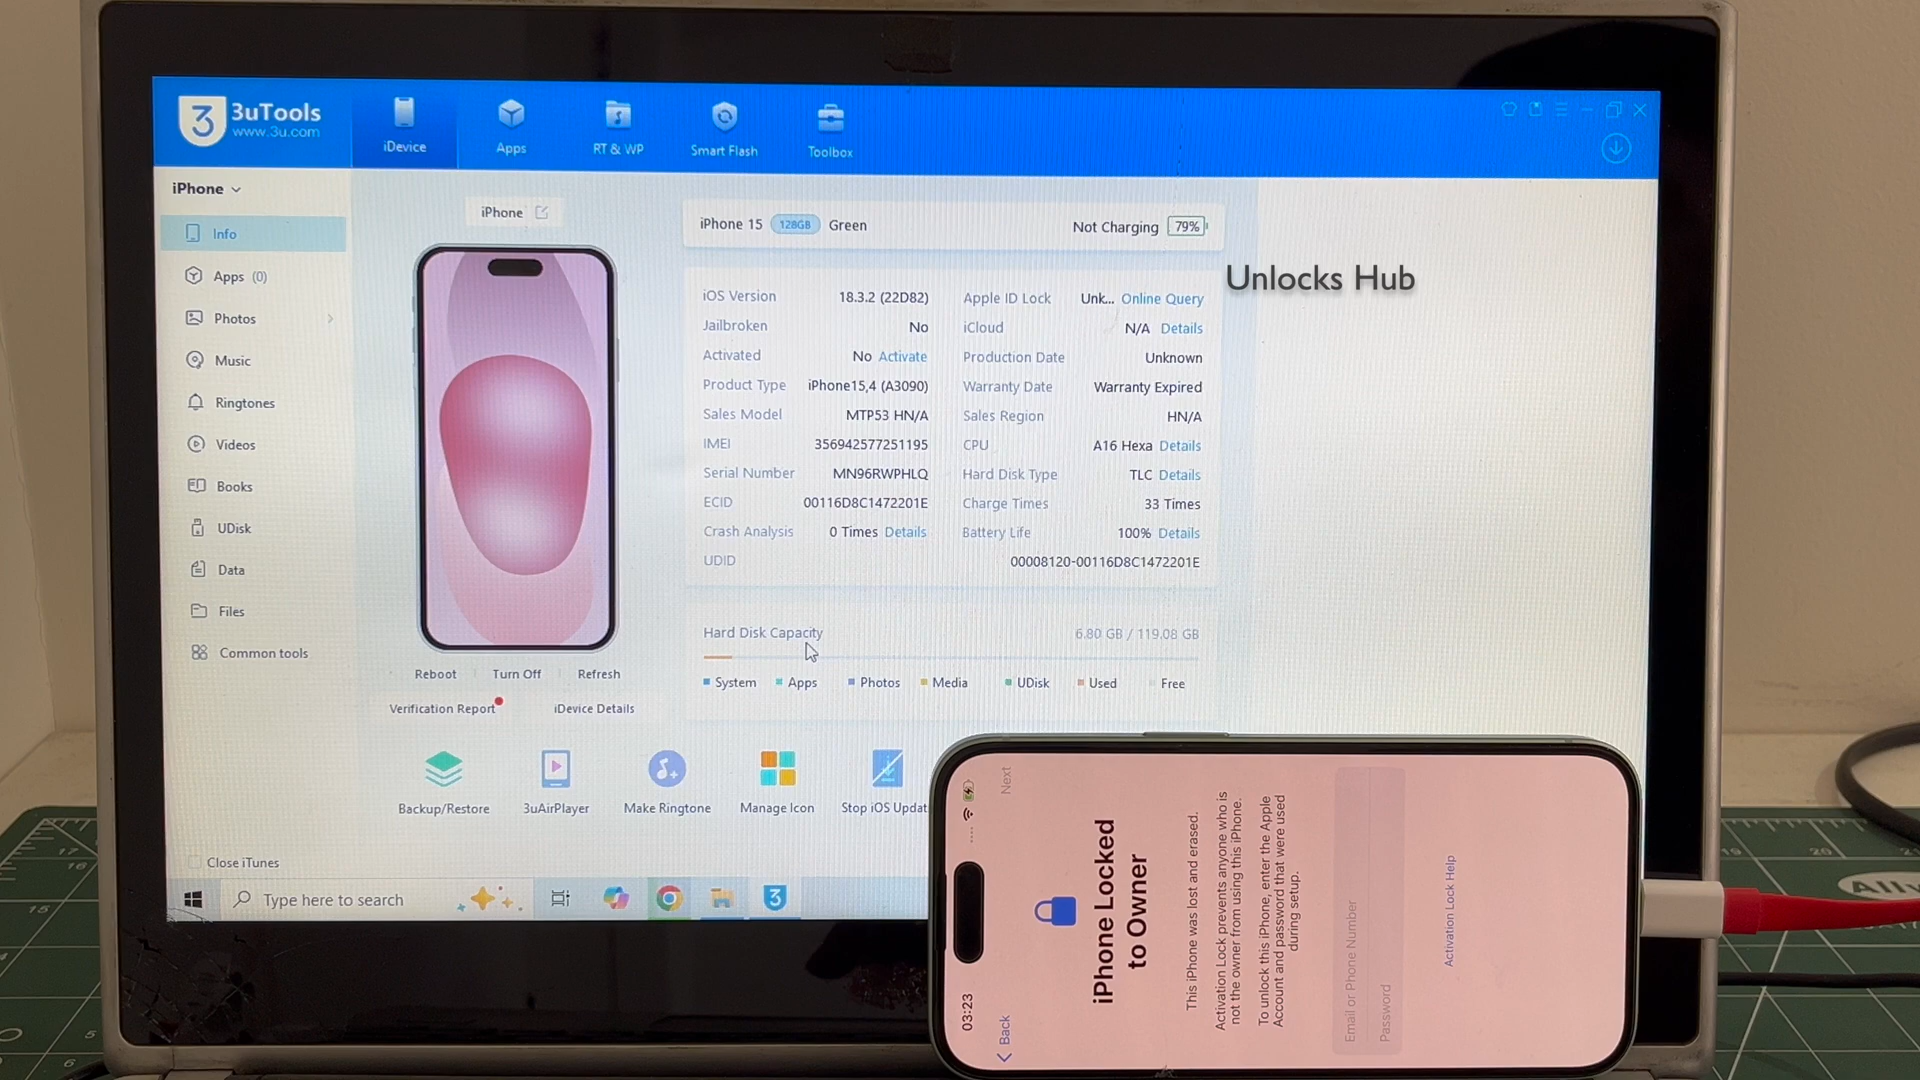 3uTools
www.3u.com
3
iDevice
Apps
RT & WP
Smart Flash
Toolbox
iPhone
Info
Apps (0)
Photos
Music
Ringtones
Videos
Books
UDisk
Data
Files
Common tools
Close iTunes
iPhone
Reboot
Turn Off
Refresh
Verification Report
iDevice Details
iPhone 15 128GB Green
Not Charging 79%
iOS Version 18.3.2 (22D82) Apple ID Lock Unk... Online Query
Jailbroken No iCloud N/A Details
Activated No Activate Production Date Unknown
Product Type iPhone15,4 (A3090) Warranty Date Warranty Expired
Sales Model MTP53 HN/A Sales Region HN/A
IMEI 356942577251195 CPU A16 Hexa Details
Serial Number MN96RWPHLQ Hard Disk Type TLC Details
ECID 00116D8C1472201E Charge Times 33 Times
Crash Analysis 0 Times Details Battery Life 100% Details
UDID 00008120-00116D8C1472201E
Hard Disk Capacity 6.80 GB / 119.08 GB
System Apps Photos Media UDisk Used Free
Backup/Restore
3uAirPlayer
Make Ringtone
Manage Icon
Stop iOS Updat
Type here to search
3
Unlocks Hub
03:23
Back
Next
iPhone Locked
to Owner
This iPhone was lost and erased.
Activation Lock prevents anyone who is
not the owner from using this iPhone.
To unlock this iPhone, enter the Apple
Account and password that were used
during setup.
Email or Phone Number
Password
Activation Lock Help
15
16
17
5
19
20